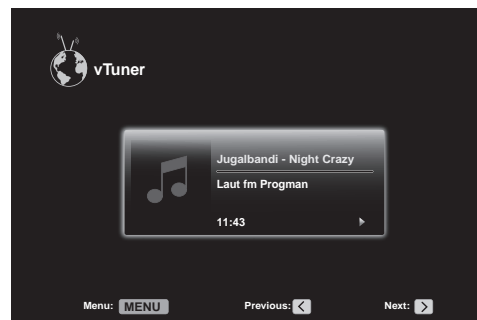 vTuner
Jugalbandi - Night Crazy
Laut fm Progman
11:43
Menu: MENU Previous: Next: